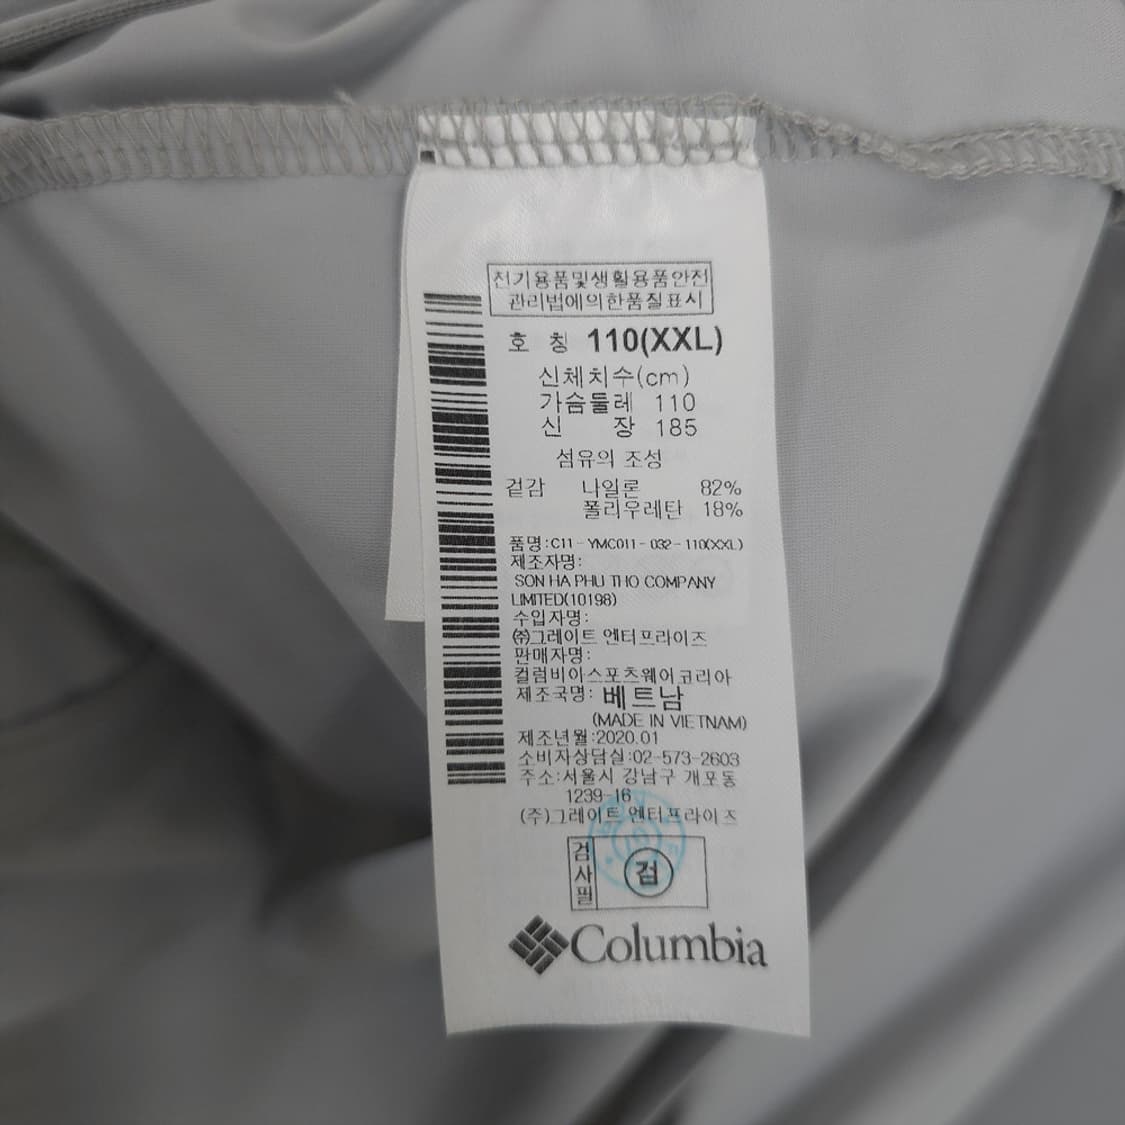 전기용품및생활용품안전
관리법에의한품질표시
호 칭 110(XXL)
신체치수(cm)
가슴둘레 110
신 장 185
섬유의 조성
겉감 나일론 82%
폴리우레탄 18%
품명:C11-YMC011-032-110(XXL)
제조자명:
SON HA PHU THO COMPANY
LIMITED(10198)
수입자명:
㈜그레이트 엔터프라이즈
판매자명:
컬럼비아스포츠웨어코리아
제조국명: 베트남
(MADE IN VIETNAM)
제조년월:2020.01
소비자상담실:02-573-2603
주소:서울시 강남구 개포동
1239-16
(주)그레이트 엔터프라이즈
검사필 검
Columbia